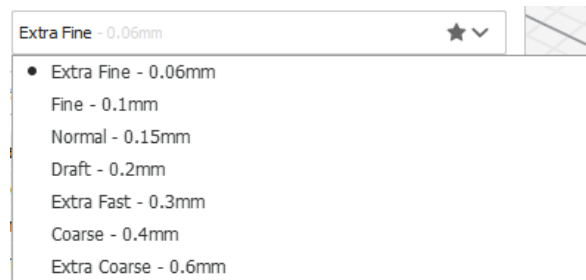 Extra Fine - 0.06mm
Extra Fine - 0.06mm
Fine - 0.1mm
Normal - 0.15mm
Draft - 0.2mm
Extra Fast - 0.3mm
Coarse - 0.4mm
Extra Coarse - 0.6mm